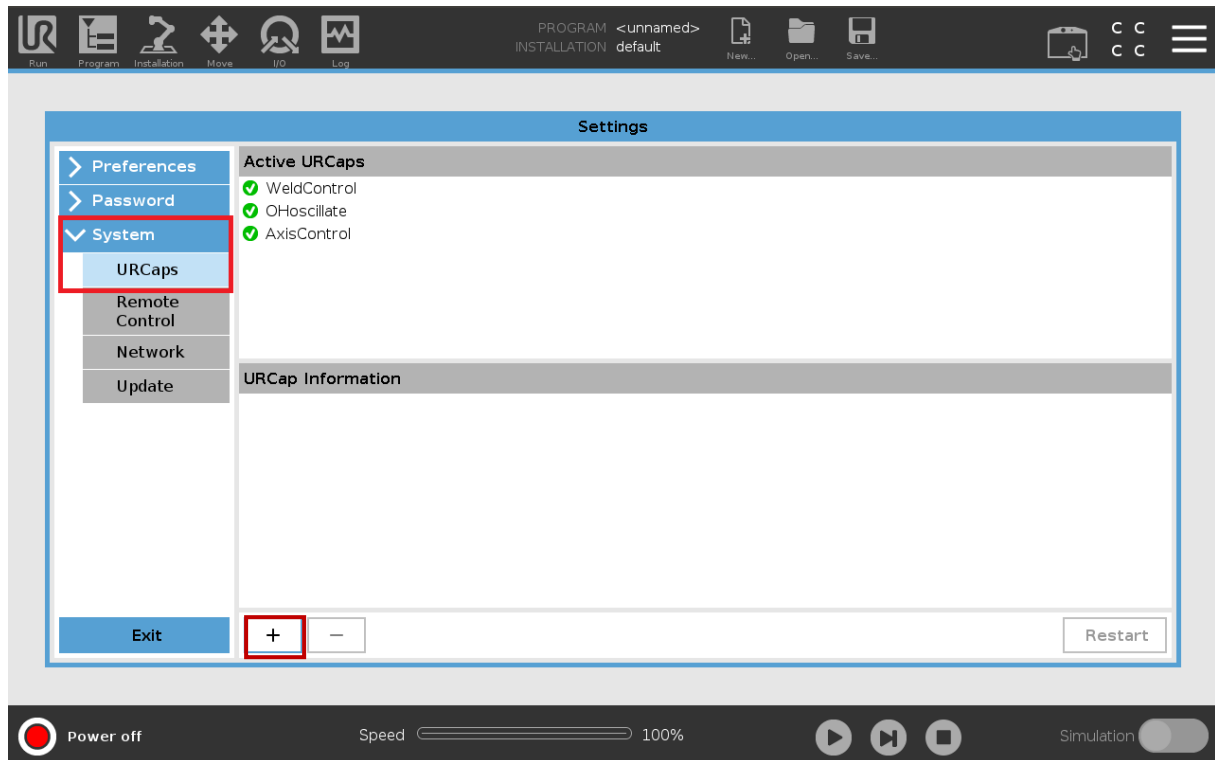 UR
PROGRAM <unnamed>
INSTALLATION default
C C
C C
Run Program Installation Move I/O Log New... Open... Save...
Settings
Preferences
Password
System
URCaps
Remote
Control
Network
Update
Exit
Active URCaps
WeldControl
OHoscillate
AxisControl
URCap Information
+ −
Restart
Power off
Speed 100%
Simulation